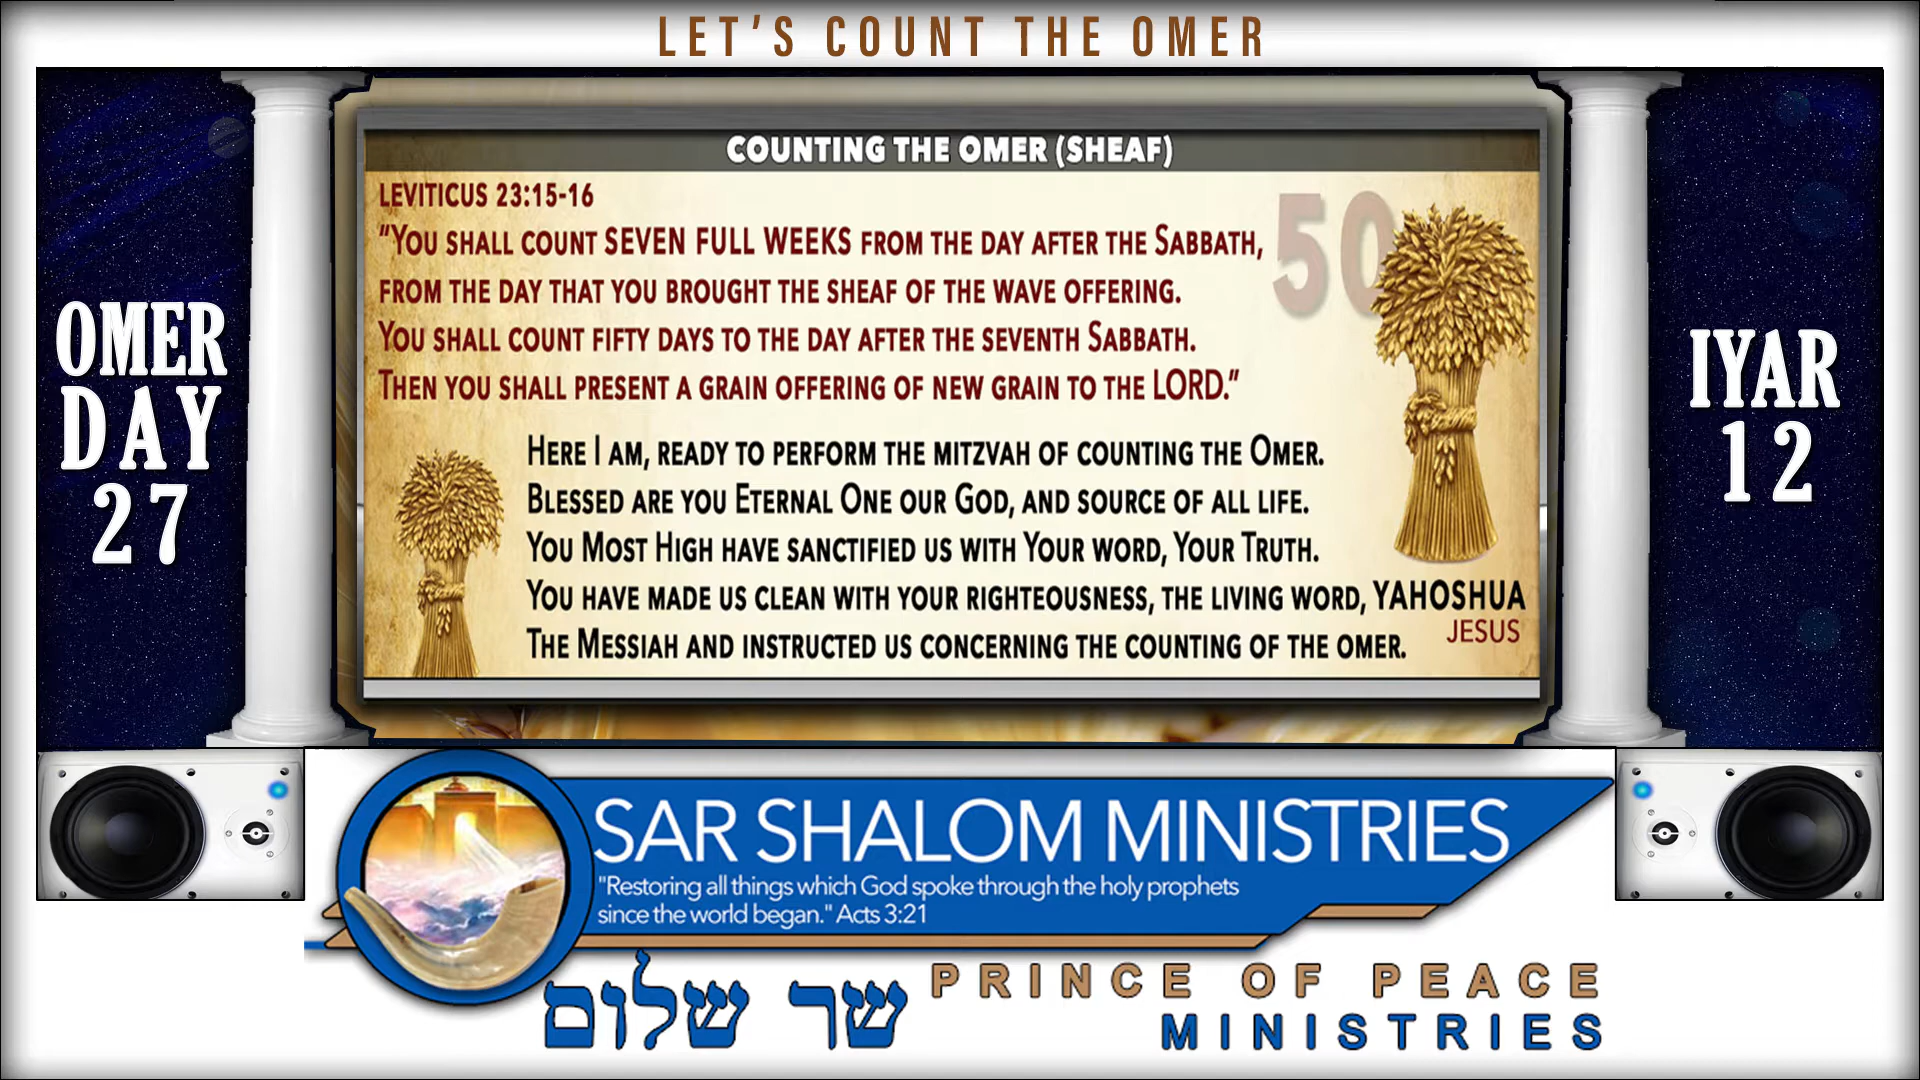 LET'S COUNT THE OMER
COUNTING THE OMER (SHEAF)
LEVITICUS 23:15-16
50
"YOU SHALL COUNT SEVEN FULL WEEKS FROM THE DAY AFTER THE SABBATH,
FROM THE DAY THAT YOU BROUGHT THE SHEAF OF THE WAVE OFFERING.
YOU SHALL COUNT FIFTY DAYS TO THE DAY AFTER THE SEVENTH SABBATH.
THEN YOU SHALL PRESENT A GRAIN OFFERING OF NEW GRAIN TO THE LORD."
HERE I AM, READY TO PERFORM THE MITZVAH OF COUNTING THE OMER.
BLESSED ARE YOU ETERNAL ONE OUR GOD, AND SOURCE OF ALL LIFE.
YOU MOST HIGH HAVE SANCTIFIED US WITH YOUR WORD, YOUR TRUTH.
YOU HAVE MADE US CLEAN WITH YOUR RIGHTEOUSNESS, THE LIVING WORD, YAHOSHUA
JESUS
THE MESSIAH AND INSTRUCTED US CONCERNING THE COUNTING OF THE OMER.
OMER
DAY
27
IYAR
12
SAR SHALOM MINISTRIES
"Restoring all things which God spoke through the holy prophets
since the world began." Acts 3:21
שר שלום
PRINCE OF PEACE
MINISTRIES